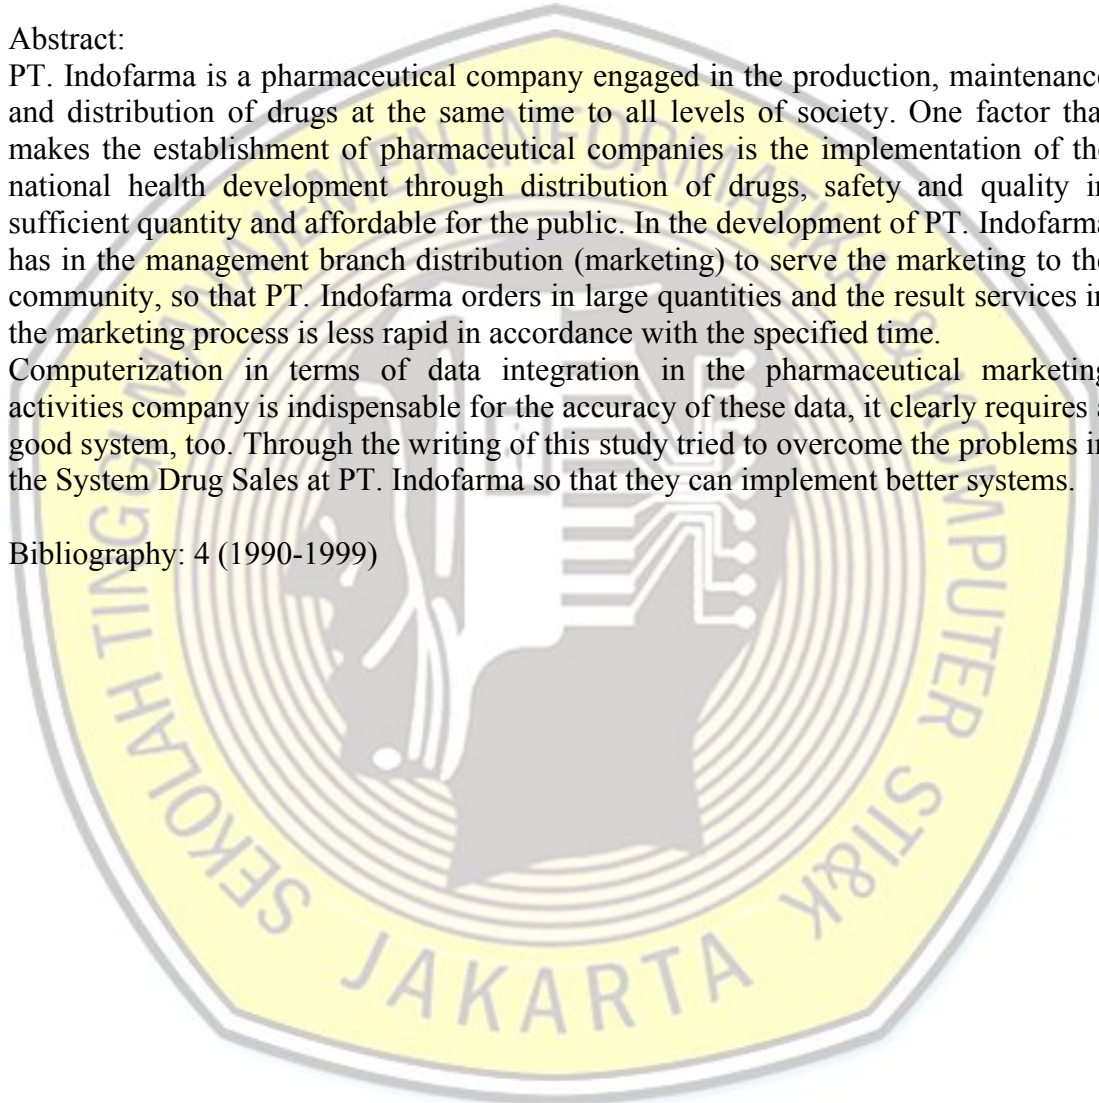 Abstract:
PT. Indofarma is a pharmaceutical company engaged in the production, maintenance
and distribution of drugs at the same time to all levels of society. One factor tha
makes the establishment of pharmaceutical companies is the implementation of the
national health development through distribution of drugs, safety and quality in
sufficient quantity and affordable for the public. In the development of PT. Indofarma
has in the management branch distribution (marketing) to serve the marketing to the
community, so that PT. Indofarma orders in large quantities and the result services in
the marketing process is less rapid in accordance with the specified time.
Computerization in terms of data integration in the pharmaceutical marketing
activities company is indispensable for the accuracy of these data, it clearly requires a
good system, too. Through the writing of this study tried to overcome the problems in
the System Drug Sales at PT. Indofarma so that they can implement better systems.
Bibliography: 4 (1990-1999)
SEKOLAH TINGGI MANAJEMEN INFORMATIKA & KOMPUTER STI&K
JAKARTA